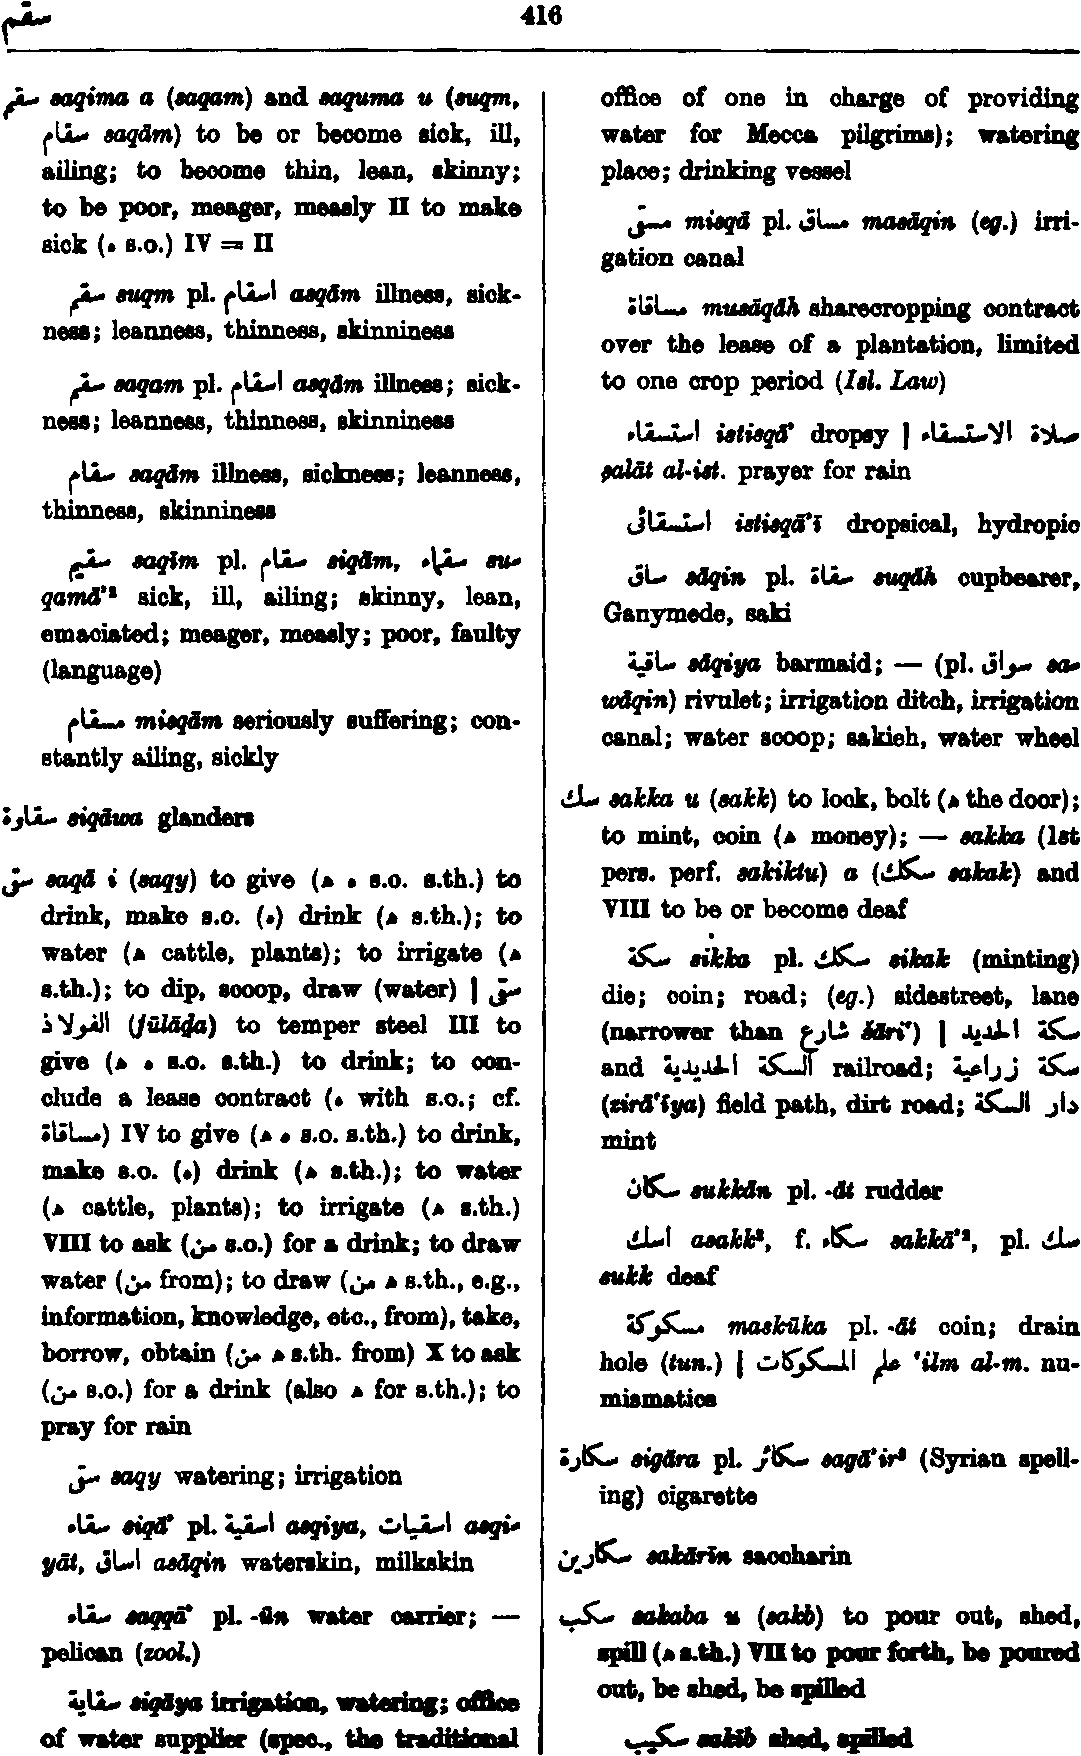 سقم
416
سقم saqima a (saqam) and saquma u (suqm,
سقام saqām) to be or become sick, ill,
ailing; to become thin, lean, skinny;
to be poor, meager, measly II to make
sick (ه s.o.) IV = II
سقم suqm pl. اسقام asqām illness, sick-
ness; leanness, thinness, skinniness
سقم saqam pl. اسقام asqām illness; sick-
ness; leanness, thinness, skinniness
سقام saqām illness, sickness; leanness,
thinness, skinniness
سقيم saqīm pl. سقام siqām, سقماء su-
qamā'² sick, ill, ailing; skinny, lean,
emaciated; meager, measly; poor, faulty
(language)
مسقام misqām seriously suffering; con-
stantly ailing, sickly
سقاوة siqāwa glanders
سقى saqā i (saqy) to give (ه ه s.o. s.th.) to
drink, make s.o. (ه) drink (ه s.th.); to
water (ه cattle, plants); to irrigate (ه
s.th.); to dip, scoop, draw (water) | سقى
الفولاذ (fūlāḏa) to temper steel III to
give (ه ه s.o. s.th.) to drink; to con-
clude a lease contract (ه with s.o.; cf.
مساقاة) IV to give (ه ه s.o. s.th.) to drink,
make s.o. (ه) drink (ه s.th.); to water
(ه cattle, plants); to irrigate (ه s.th.)
VIII to ask (من s.o.) for a drink; to draw
water (من from); to draw (من ه s.th., e.g.,
information, knowledge, etc., from), take,
borrow, obtain (من ه s.th. from) X to ask
(من s.o.) for a drink (also ه for s.th.); to
pray for rain
سقى saqy watering; irrigation
سقاء siqā' pl. اسقية asqiya, اسقيات asqi-
yāt, اساق asāqin waterskin, milkskin
سقاء saqqā' pl. -ūn water carrier; —
pelican (zool.)
سقاية siqāya irrigation, watering; office
of water supplier (spec., the traditional
office of one in charge of providing
water for Mecca pilgrims); watering
place; drinking vessel
مسقى misqā pl. مساق masāqin (eg.) irri-
gation canal
مساقاة musāqāh sharecropping contract
over the lease of a plantation, limited
to one crop period (Isl. Law)
استسقاء istisqā' dropsy | صلاة الاستسقاء
ṣalāt al-ist. prayer for rain
استسقائى istisqā'ī dropsical, hydropic
ساق sāqin pl. سقاة suqāh cupbearer,
Ganymede, saki
ساقية sāqiya barmaid; — (pl. سواق sa-
wāqin) rivulet; irrigation ditch, irrigation
canal; water scoop; sakieh, water wheel
سك sakka u (sakk) to lock, bolt (ه the door);
to mint, coin (ه money); — sakka (1st
pers. perf. sakiktu) a (سكك sakak) and
VIII to be or become deaf
سكة sikka pl. سكك sikak (minting)
die; coin; road; (eg.) sidestreet, lane
(narrower than شارع šāri‘) | سكة الحديد
and السكة الحديدية railroad; سكة زراعية
(zirā‘īya) field path, dirt road; دار السكة
mint
سكان sukkān pl. -āt rudder
اسك asakk², f. سكاء sakkā'², pl. سك
sukk deaf
مسكوكة maskūka pl. -āt coin; drain
hole (tun.) | علم المسكوكات ‘ilm al-m. nu-
mismatics
سكارة sigāra pl. سكائر sagā'ir² (Syrian spell-
ing) cigarette
سكارين sakārīn saccharin
سكب sakaba u (sakb) to pour out, shed,
spill (ه s.th.) VII to pour forth, be poured
out, be shed, be spilled
سكيب sakīb shed, spilled